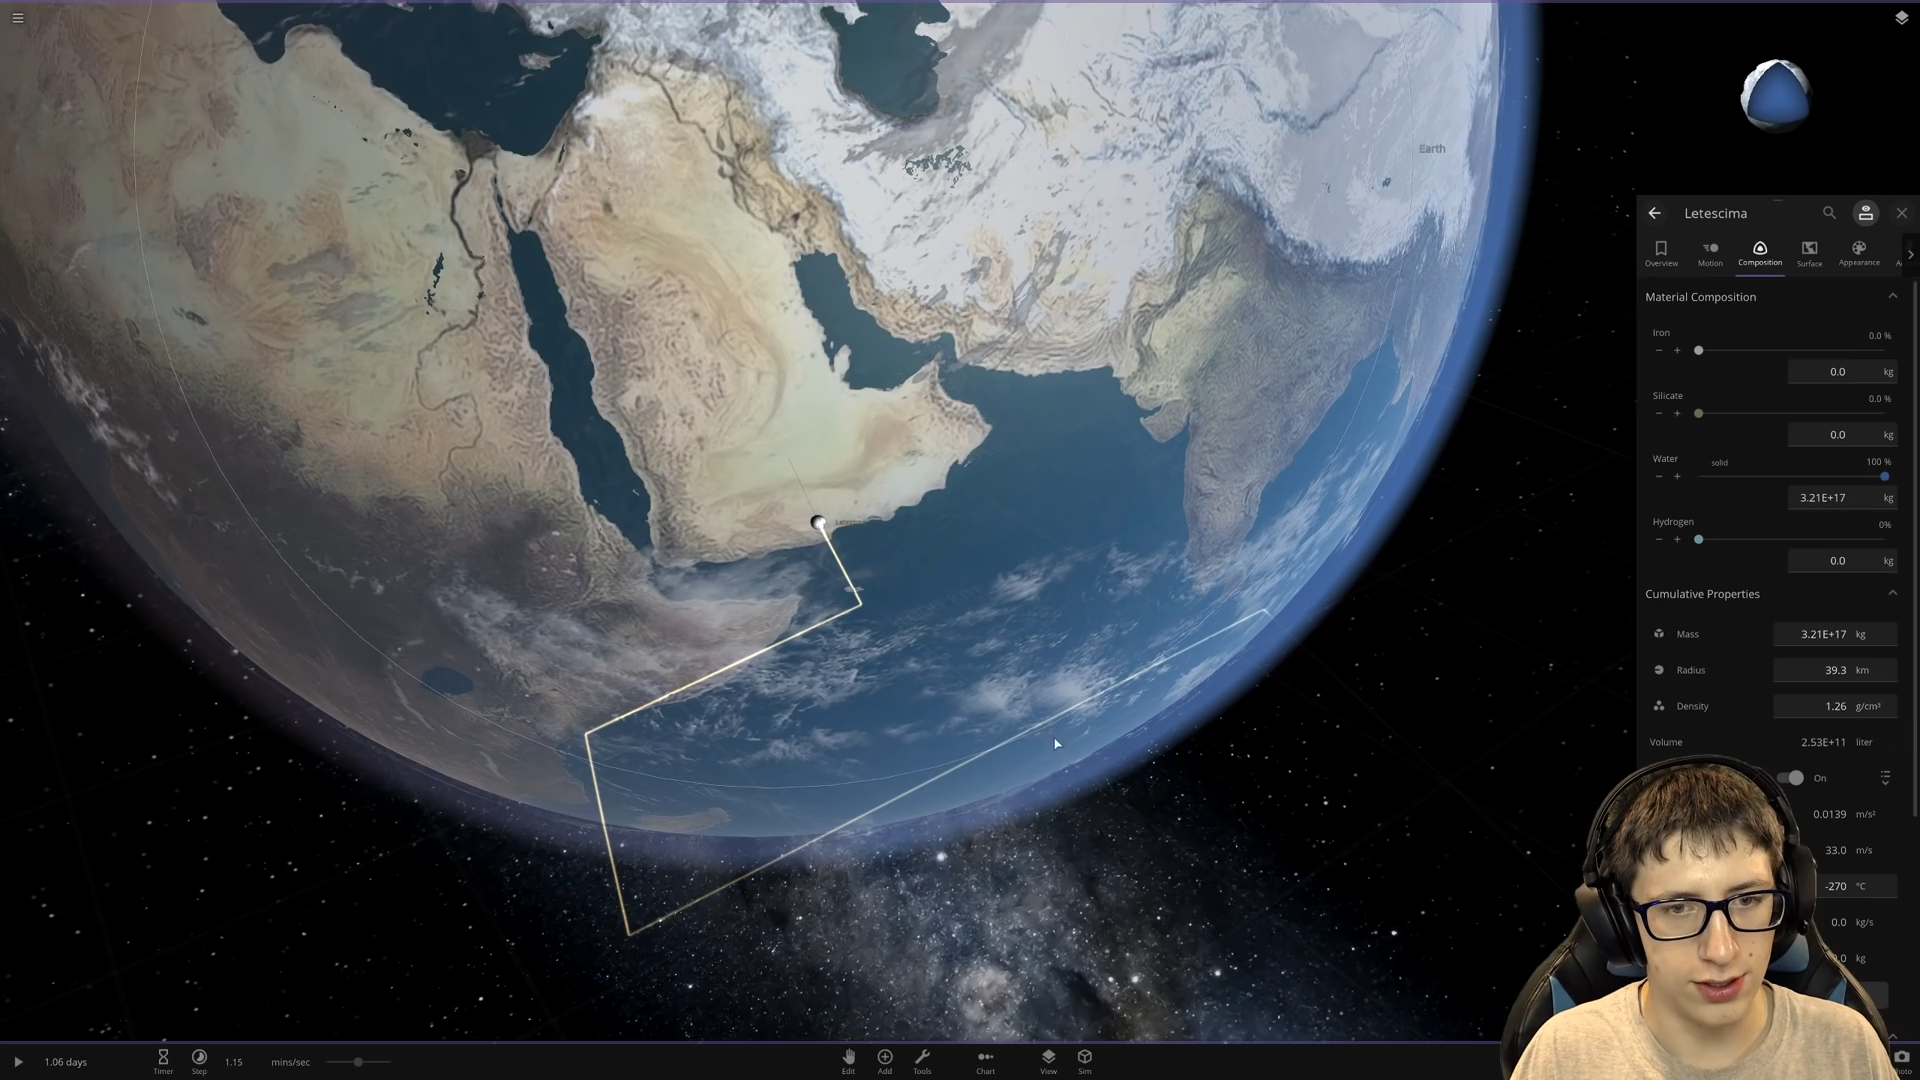 Earth
Letescima
Overview
Motion
Composition
Surface
Appearance
Material Composition
Iron
0.0 %
0.0 kg
Silicate
0.0 %
0.0 kg
Water
solid
100 %
3.21E+17 kg
Hydrogen
0%
0.0 kg
Cumulative Properties
Mass 3.21E+17 kg
Radius 39.3 km
Density 1.26 g/cm³
Volume 2.53E+11 liter
On
0.0139 m/s²
33.0 m/s
-270 °C
0.0 kg/s
kg
1.06 days
Timer
Step
1.15 mins/sec
Edit
Add
Tools
Chart
View
Sim